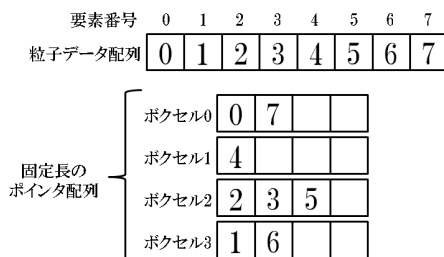 要素番号 0 1 2 3 4 5 6 7
粒子データ配列 0 1 2 3 4 5 6 7
固定長の
ポインタ配列
ボクセル0 0 7
ボクセル1 4
ボクセル2 2 3 5
ボクセル3 1 6